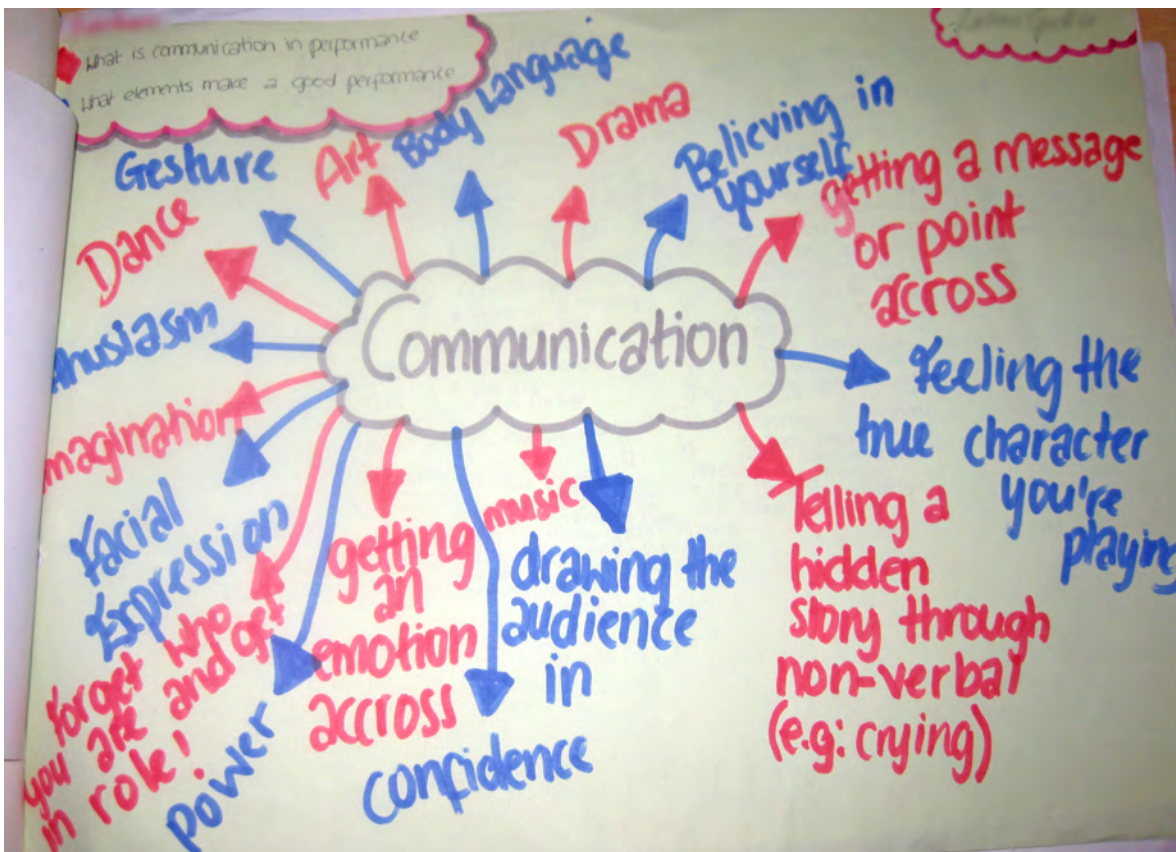 What is communication in performance
What elements make a good performance
Gesture
Art
Body Language
Drama
Believing in
yourself
getting a message
or point
across
Dance
Communication
thusiasm
Feeling the
true character
you're
playing
magination
Facial
Expression
getting
an
emotion
accross
music
drawing the
audience
in
Telling a
hidden
story through
non-verbal
(e.g: crying)
forget who
you are and get
in role!
power
confidence